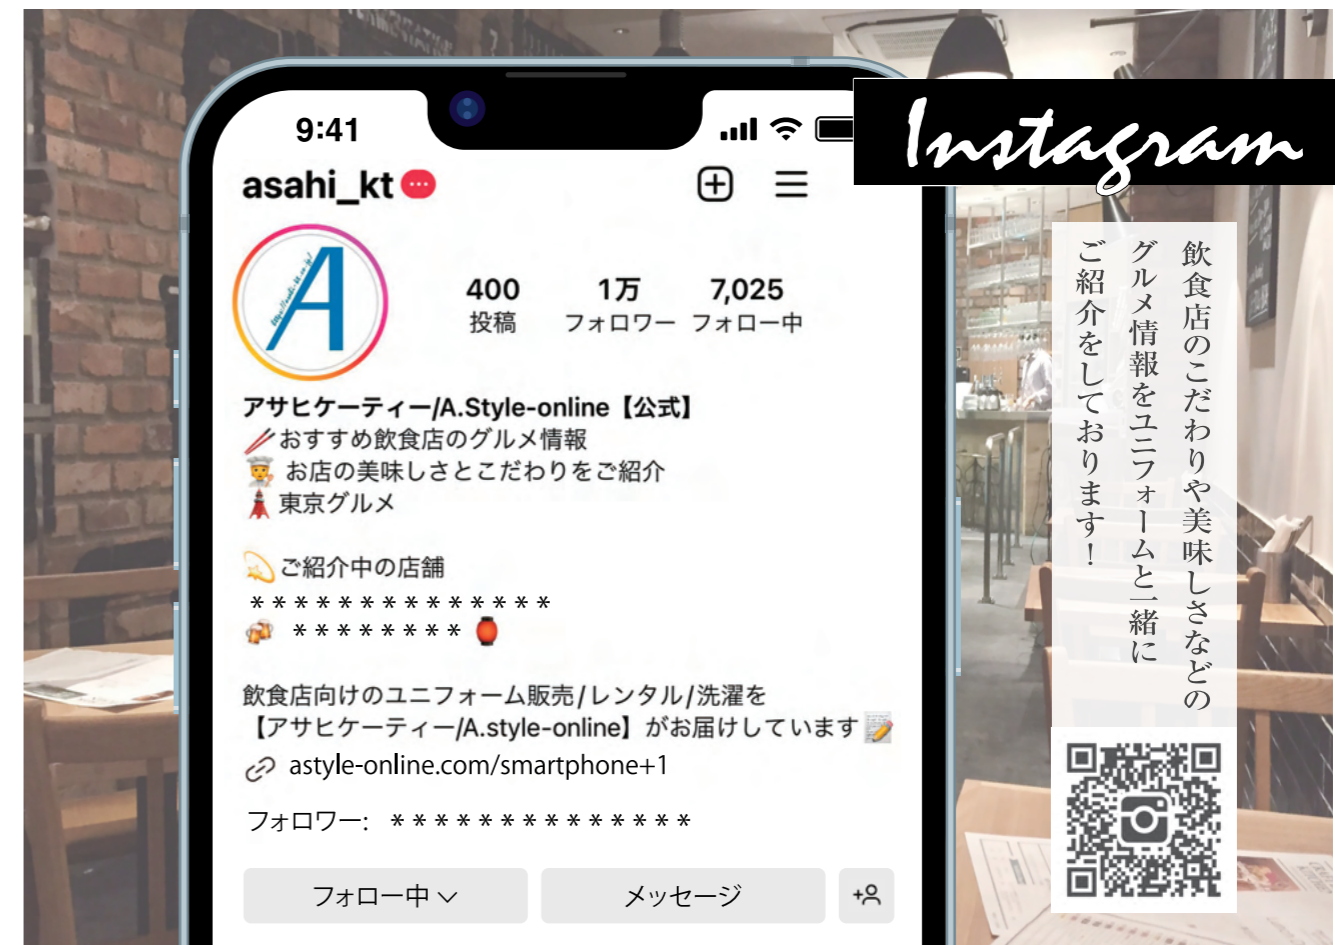 9:41
Instagram
asahi_kt
400
1万
7,025
投稿
フォロワー
フォロー中
アサヒケーティー/A.Style-online【公式】
おすすめ飲食店のグルメ情報
お店の美味しさとこだわりをご紹介
東京グルメ
ご紹介中の店舗
**************
********
飲食店向けのユニフォーム販売/レンタル/洗濯を
【アサヒケーティー/A.style-online】がお届けしています
astyle-online.com/smartphone+1
フォロワー: **************
フォロー中
メッセージ
飲食店のこだわりや美味しさなどの
グルメ情報をユニフォームと一緒に
ご紹介をしております！
A